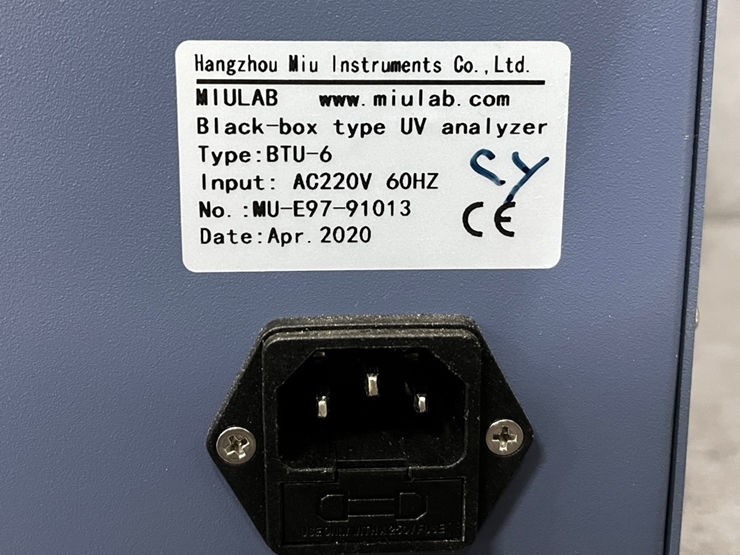 Hangzhou Miu Instruments Co.,Ltd.
MIULAB www.miulab.com
Black-box type UV analyzer
Type:BTU-6
Input: AC220V 60HZ
No.:MU-E97-91013
Date:Apr.2020
CE